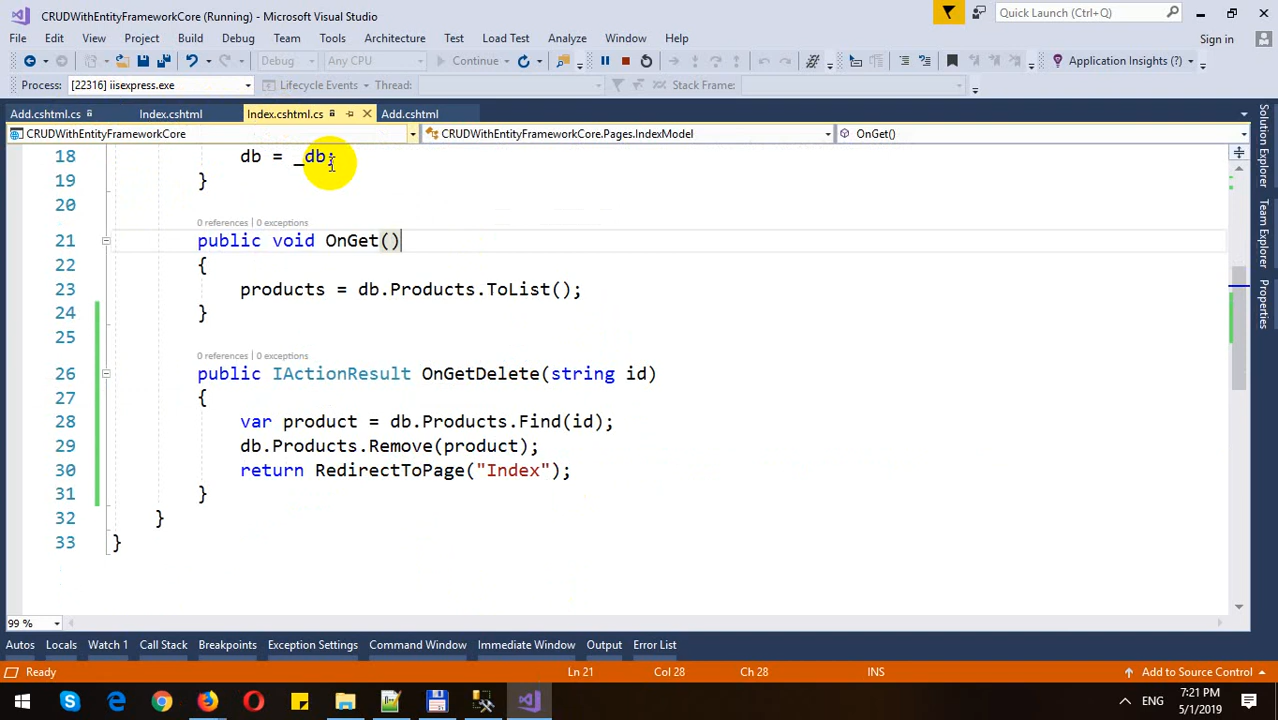 CRUDWithEntityFrameworkCore (Running) - Microsoft Visual Studio
Quick Launch (Ctrl+Q)
File Edit View Project Build Debug Team Tools Architecture Test Load Test Analyze Window Help
Sign in
Debug Any CPU Continue Application Insights (?)
Process: [22316] iisexpress.exe Lifecycle Events Thread: Stack Frame:
Add.cshtml.cs Index.cshtml Index.cshtml.cs Add.cshtml
CRUDWithEntityFrameworkCore CRUDWithEntityFrameworkCore.Pages.IndexModel OnGet()
18 db = _db;
19 }
20
0 references | 0 exceptions
21 public void OnGet()
22 {
23 products = db.Products.ToList();
24 }
25
0 references | 0 exceptions
26 public IActionResult OnGetDelete(string id)
27 {
28 var product = db.Products.Find(id);
29 db.Products.Remove(product);
30 return RedirectToPage("Index");
31 }
32 }
33 }
Solution Explorer
Team Explorer
Properties
99 %
Autos Locals Watch 1 Call Stack Breakpoints Exception Settings Command Window Immediate Window Output Error List
Ready Ln 21 Col 28 Ch 28 INS Add to Source Control
ENG 7:21 PM
5/1/2019